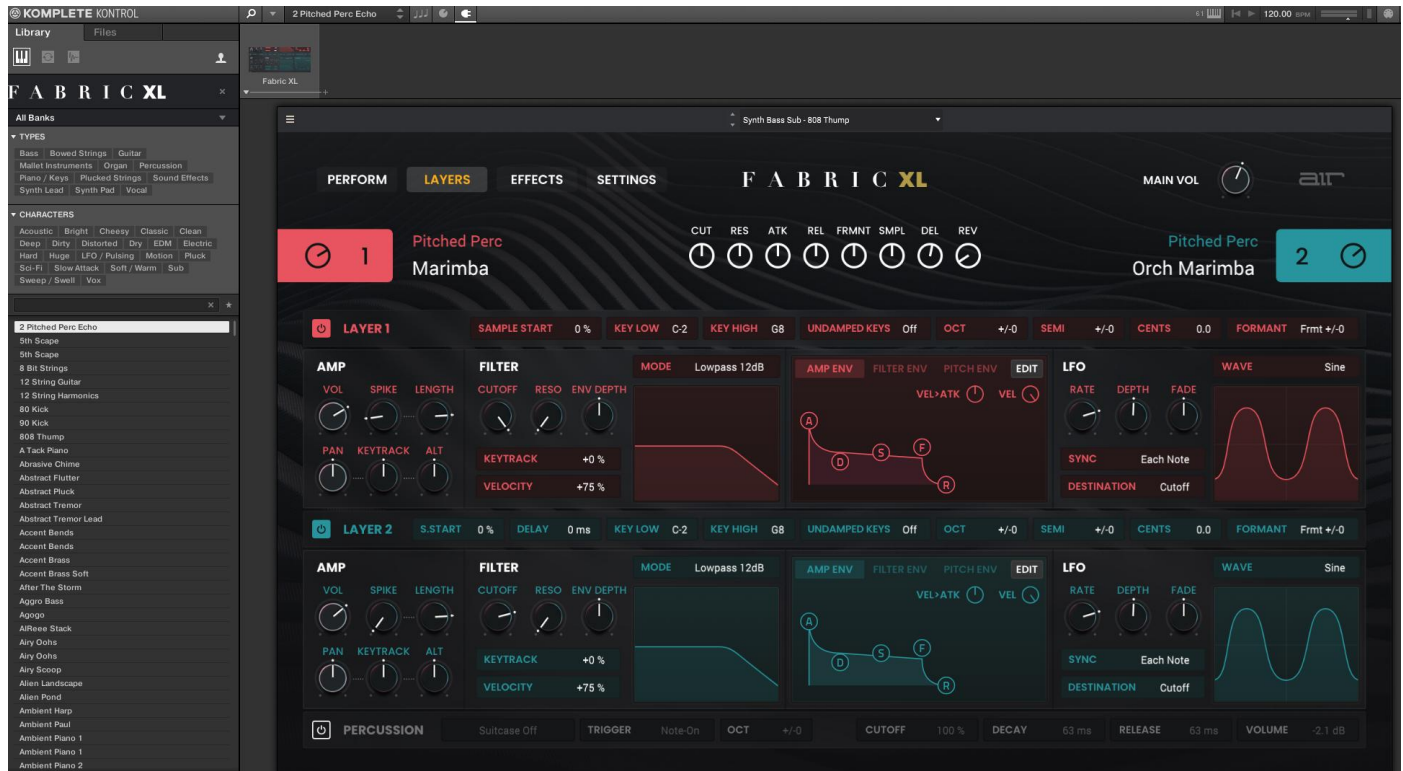 KOMPLETE KONTROL
2 Pitched Perc Echo
61
120.00 BPM
Library Files
FABRIC XL
All Banks
TYPES
Bass Bowed Strings Guitar
Mallet Instruments Organ Percussion
Piano / Keys Plucked Strings Sound Effects
Synth Lead Synth Pad Vocal
CHARACTERS
Acoustic Bright Cheesy Classic Clean
Deep Dirty Distorted Dry EDM Electric
Hard Huge LFO / Pulsing Motion Pluck
Sci-Fi Slow Attack Soft / Warm Sub
Sweep / Swell Vox
2 Pitched Perc Echo
5th Scape
5th Scape
8 Bit Strings
12 String Guitar
12 String Harmonics
80 Kick
90 Kick
808 Thump
A Tack Piano
Abrasive Chime
Abstract Flutter
Abstract Pluck
Abstract Tremor
Abstract Tremor Lead
Accent Bends
Accent Bends
Accent Brass
Accent Brass Soft
After The Storm
Aggro Bass
Agogo
AlReee Stack
Airy Oohs
Airy Oohs
Airy Scoop
Alien Landscape
Alien Pond
Ambient Harp
Ambient Paul
Ambient Piano 1
Ambient Piano 1
Ambient Piano 2
Fabric XL
Synth Bass Sub - 808 Thump
PERFORM LAYERS EFFECTS SETTINGS
FABRIC XL
MAIN VOL
air
1
Pitched Perc
Marimba
CUT RES ATK REL FRMNT SMPL DEL REV
Pitched Perc
Orch Marimba
2
LAYER 1 SAMPLE START 0 % KEY LOW C-2 KEY HIGH G8 UNDAMPED KEYS Off OCT +/-0 SEMI +/-0 CENTS 0.0 FORMANT Frmt +/-0
AMP
VOL SPIKE LENGTH
PAN KEYTRACK ALT
FILTER MODE Lowpass 12dB
CUTOFF RESO ENV DEPTH
KEYTRACK +0 %
VELOCITY +75 %
AMP ENV FILTER ENV PITCH ENV EDIT
VEL>ATK VEL
A D S F R
LFO WAVE Sine
RATE DEPTH FADE
SYNC Each Note
DESTINATION Cutoff
LAYER 2 S.START 0 % DELAY 0 ms KEY LOW C-2 KEY HIGH G8 UNDAMPED KEYS Off OCT +/-0 SEMI +/-0 CENTS 0.0 FORMANT Frmt +/-0
AMP
VOL SPIKE LENGTH
PAN KEYTRACK ALT
FILTER MODE Lowpass 12dB
CUTOFF RESO ENV DEPTH
KEYTRACK +0 %
VELOCITY +75 %
AMP ENV FILTER ENV PITCH ENV EDIT
VEL>ATK VEL
A D S F R
LFO WAVE Sine
RATE DEPTH FADE
SYNC Each Note
DESTINATION Cutoff
PERCUSSION Suitcase Off TRIGGER Note-On OCT +/-0 CUTOFF 100 % DECAY 63 ms RELEASE 63 ms VOLUME -2.1 dB